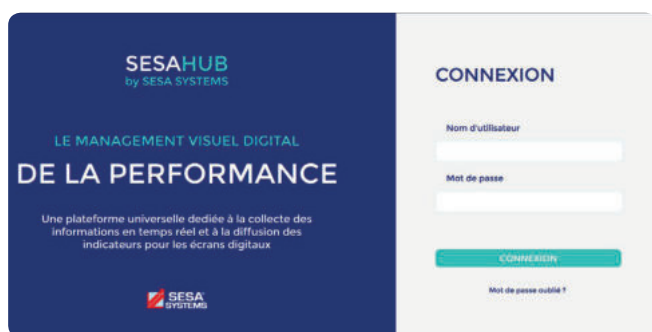 SESAHUB
by SESA SYSTEMS
LE MANAGEMENT VISUEL DIGITAL
DE LA PERFORMANCE
Une plateforme universelle dediée à la collecte des
informations en temps réel et à la diffusion des
indicateurs pour les écrans digitaux
SESA
SYSTEMS
CONNEXION
Nom d'utilisateur
Mot de passe
CONNEXION
Mot de passe oublié ?